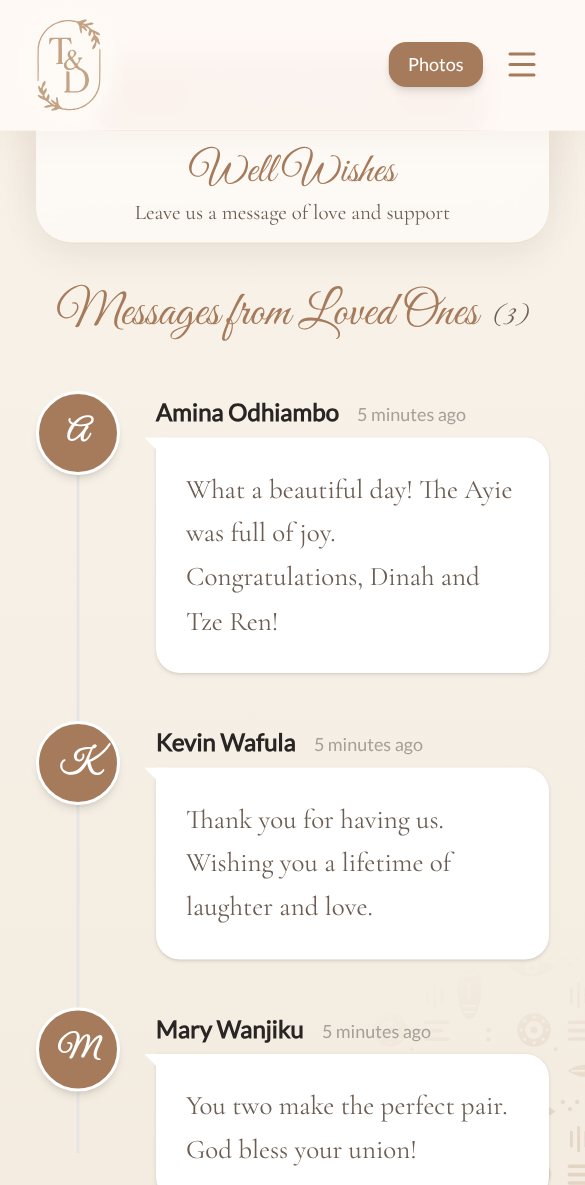 T&D
Photos
Well Wishes
Leave us a message of love and support
Messages from Loved Ones (3)
A
Amina Odhiambo 5 minutes ago
What a beautiful day! The Ayie
was full of joy.
Congratulations, Dinah and
Tze Ren!
K
Kevin Wafula 5 minutes ago
Thank you for having us.
Wishing you a lifetime of
laughter and love.
M
Mary Wanjiku 5 minutes ago
You two make the perfect pair.
God bless your union!